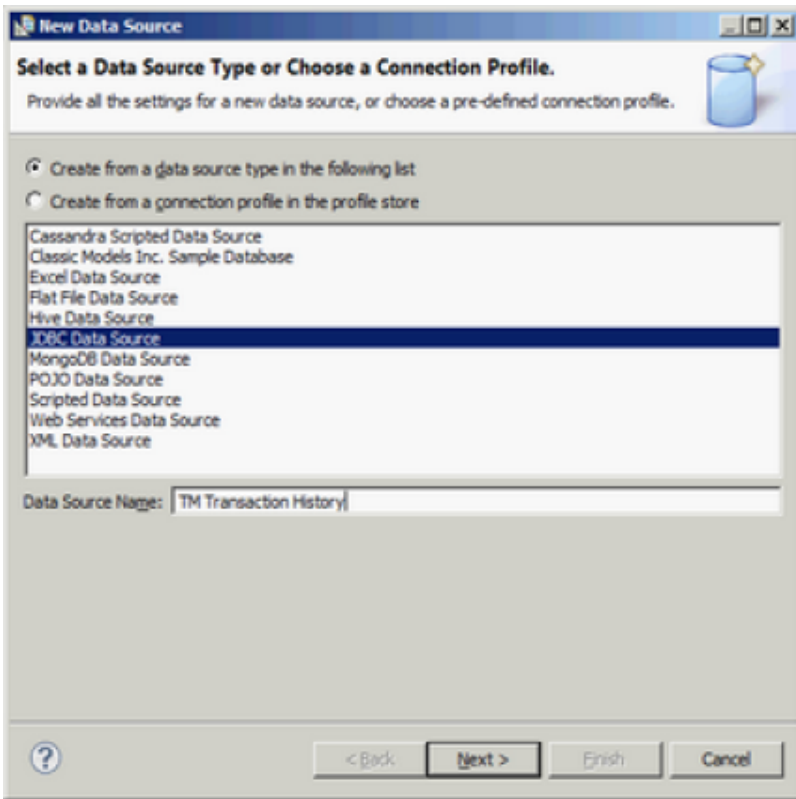 New Data Source
Select a Data Source Type or Choose a Connection Profile.
Provide all the settings for a new data source, or choose a pre-defined connection profile.
Create from a data source type in the following list
Create from a connection profile in the profile store
Cassandra Scripted Data Source
Classic Models Inc. Sample Database
Excel Data Source
Flat File Data Source
Hive Data Source
JDBC Data Source
MongoDB Data Source
POJO Data Source
Scripted Data Source
Web Services Data Source
XML Data Source
Data Source Name: TM Transaction History
? < Back Next > Finish Cancel